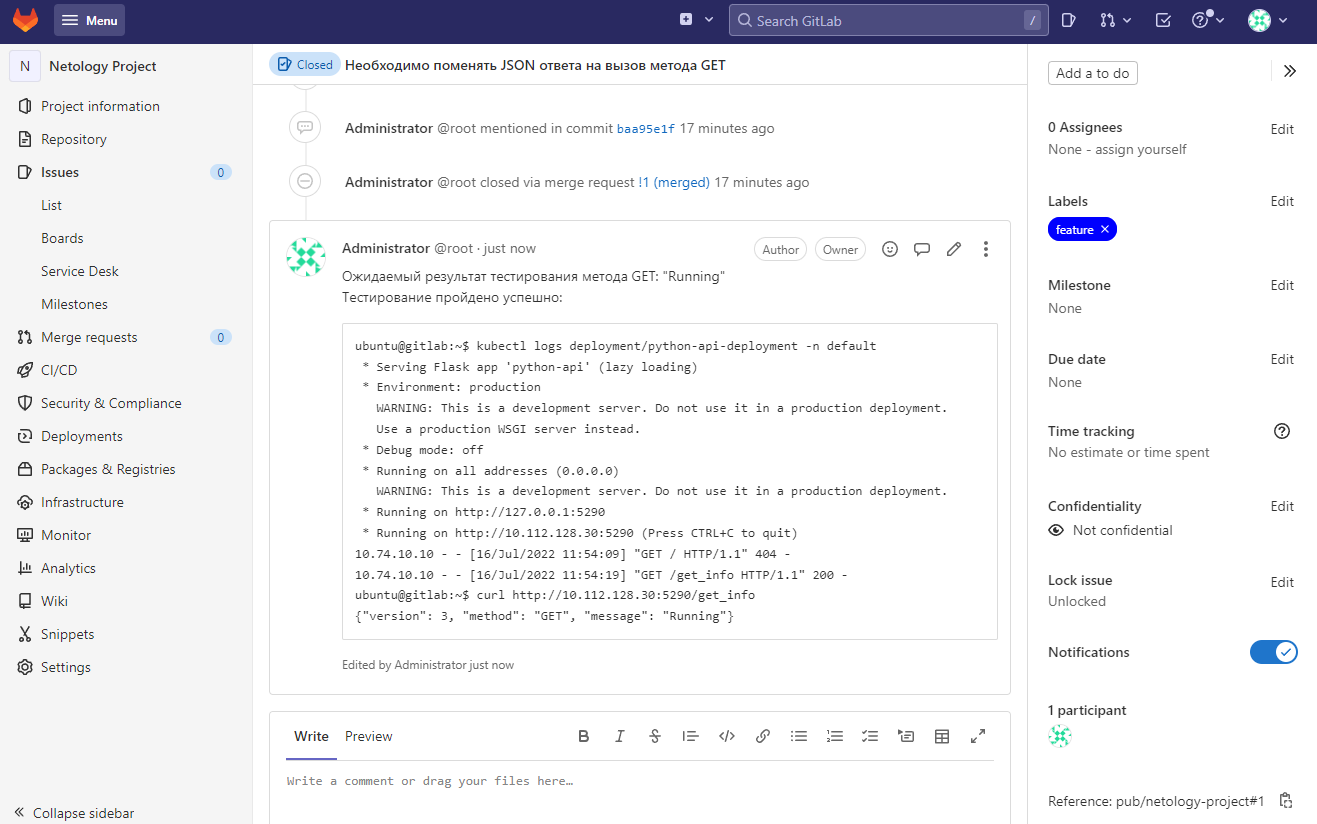 Menu
Search GitLab
/
N Netology Project
Project information
Repository
Issues 0
List
Boards
Service Desk
Milestones
Merge requests 0
CI/CD
Security & Compliance
Deployments
Packages & Registries
Infrastructure
Monitor
Analytics
Wiki
Snippets
Settings
Collapse sidebar
Closed Необходимо поменять JSON ответа на вызов метода GET
Administrator @root mentioned in commit baa95e1f 17 minutes ago
Administrator @root closed via merge request !1 (merged) 17 minutes ago
Administrator @root · just now Author Owner
Ожидаемый результат тестирования метода GET: "Running"
Тестирование пройдено успешно:
ubuntu@gitlab:~$ kubectl logs deployment/python-api-deployment -n default
* Serving Flask app 'python-api' (lazy loading)
* Environment: production
WARNING: This is a development server. Do not use it in a production deployment.
Use a production WSGI server instead.
* Debug mode: off
* Running on all addresses (0.0.0.0)
WARNING: This is a development server. Do not use it in a production deployment.
* Running on http://127.0.0.1:5290
* Running on http://10.112.128.30:5290 (Press CTRL+C to quit)
10.74.10.10 - - [16/Jul/2022 11:54:09] "GET / HTTP/1.1" 404 -
10.74.10.10 - - [16/Jul/2022 11:54:19] "GET /get_info HTTP/1.1" 200 -
ubuntu@gitlab:~$ curl http://10.112.128.30:5290/get_info
{"version": 3, "method": "GET", "message": "Running"}
Edited by Administrator just now
Write Preview
Write a comment or drag your files here…
Add a to do
0 Assignees Edit
None - assign yourself
Labels Edit
feature
Milestone Edit
None
Due date Edit
None
Time tracking
No estimate or time spent
Confidentiality Edit
Not confidential
Lock issue Edit
Unlocked
Notifications
1 participant
Reference: pub/netology-project#1